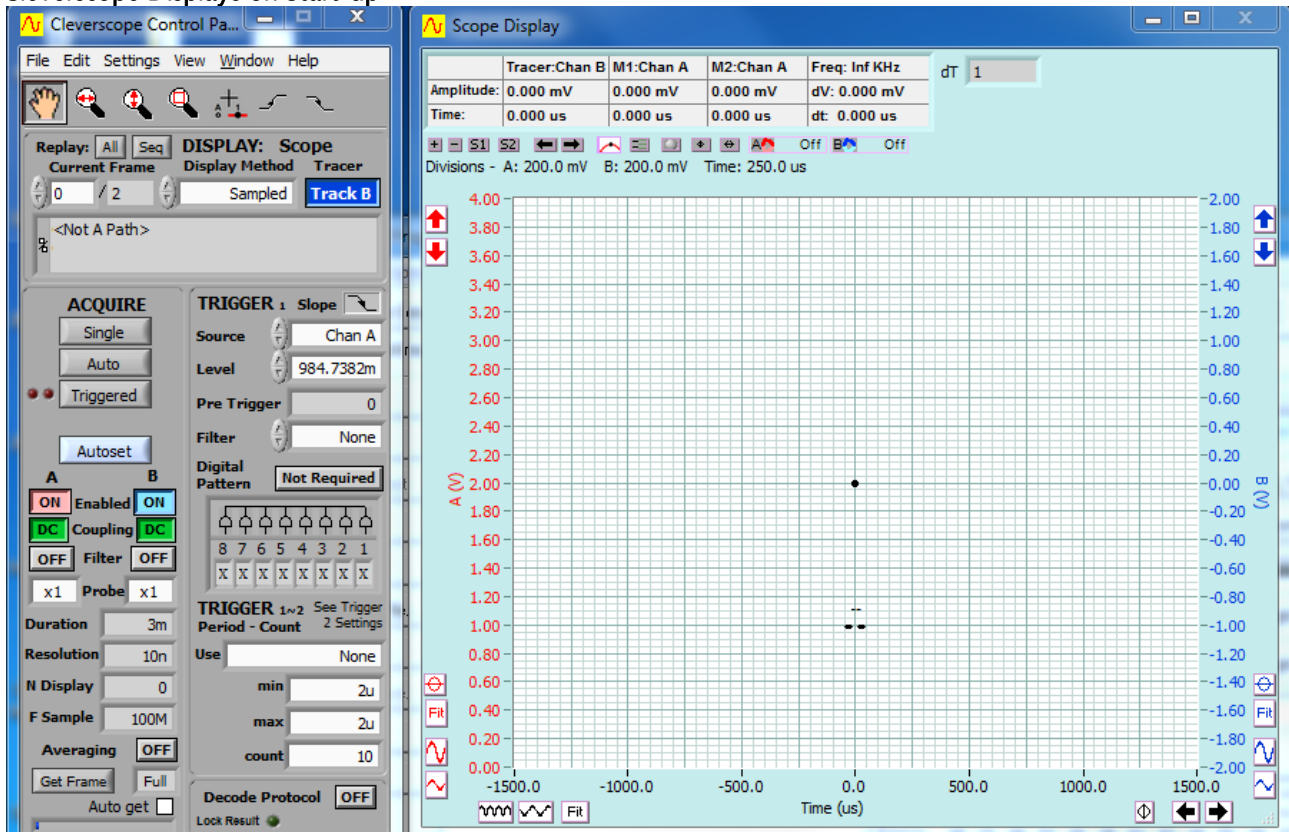 Cleverscope Displays on Start-up
Cleverscope Control Pa...
File Edit Settings View Window Help
Replay: All Seq DISPLAY: Scope
Current Frame Display Method Tracer
0 / 2 Sampled Track B
<Not A Path>
ACQUIRE
Single
Auto
Triggered
Autoset
A B
ON Enabled ON
DC Coupling DC
OFF Filter OFF
x1 Probe x1
Duration 3m
Resolution 10n
N Display 0
F Sample 100M
Averaging OFF
Get Frame Full
Auto get
TRIGGER 1 Slope
Source Chan A
Level 984.7382m
Pre Trigger 0
Filter None
Digital
Pattern Not Required
8 7 6 5 4 3 2 1
X X X X X X X X
TRIGGER 1~2 See Trigger
Period - Count 2 Settings
Use None
min 2u
max 2u
count 10
Decode Protocol OFF
Lock Result
Scope Display
Tracer:Chan B M1:Chan A M2:Chan A Freq: Inf KHz
Amplitude: 0.000 mV 0.000 mV 0.000 mV dV: 0.000 mV
Time: 0.000 us 0.000 us 0.000 us dt: 0.000 us
dT 1
+ - S1 S2 A Off B Off
Divisions - A: 200.0 mV B: 200.0 mV Time: 250.0 us
4.00 -2.00
3.80 -1.80
3.60 -1.60
3.40 -1.40
3.20 -1.20
3.00 -1.00
2.80 -0.80
2.60 -0.60
2.40 -0.40
2.20 -0.20
2.00 -0.00
1.80 -0.20
1.60 -0.40
1.40 -0.60
1.20 -0.80
1.00 -1.00
0.80 -1.20
0.60 -1.40
0.40 -1.60
0.20 -1.80
0.00 -2.00
A (V)
B (V)
Fit
Fit
-1500.0 -1000.0 -500.0 0.0 500.0 1000.0 1500.0
Fit
Time (us)